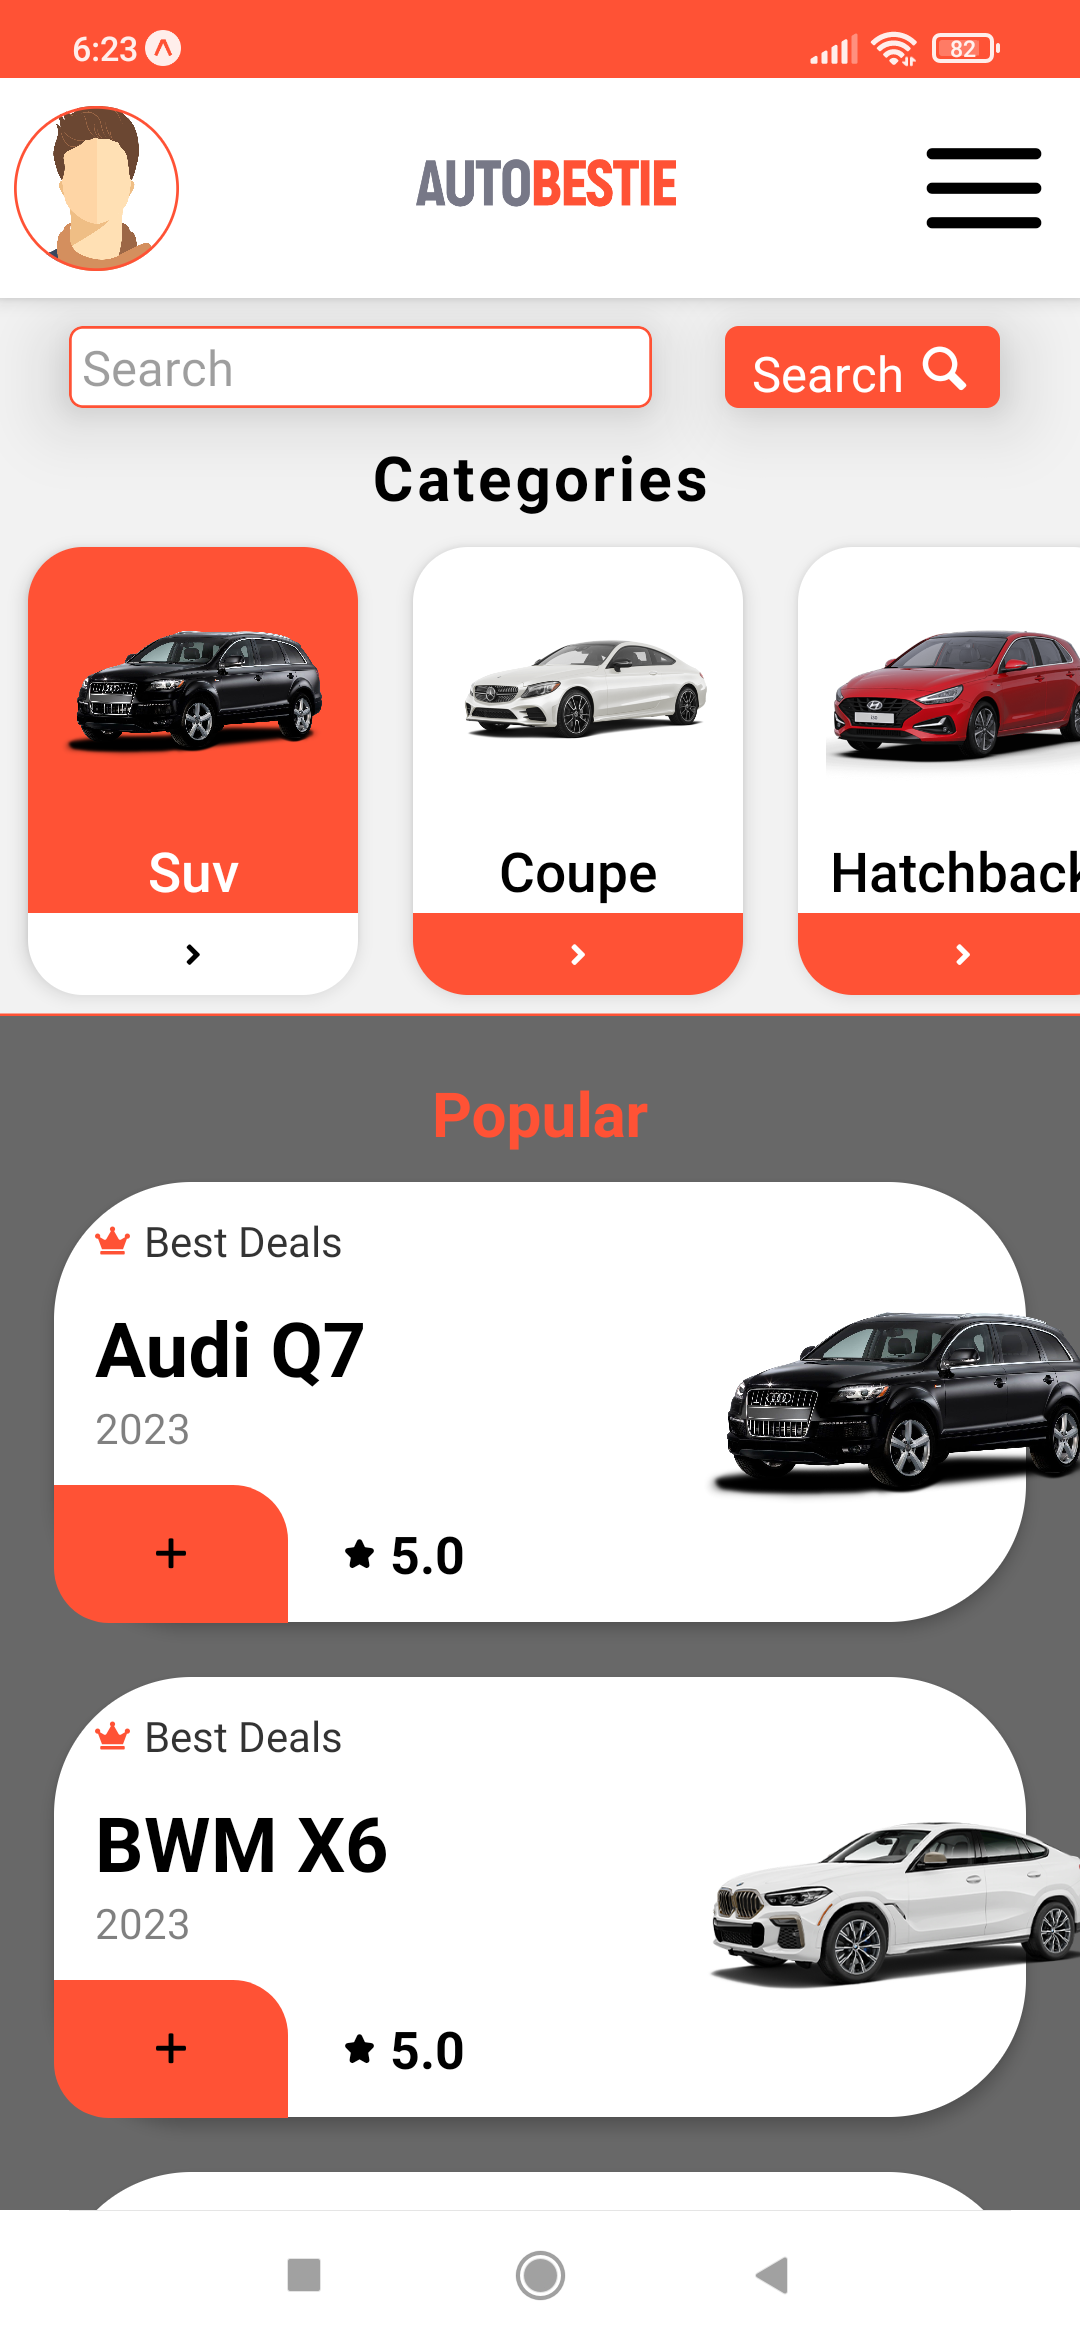 6:23
82
AUTOBESTIE
Search
Search
Categories
Suv
Coupe
Hatchback
Popular
Best Deals
Audi Q7
2023
+
5.0
Best Deals
BWM X6
2023
+
5.0